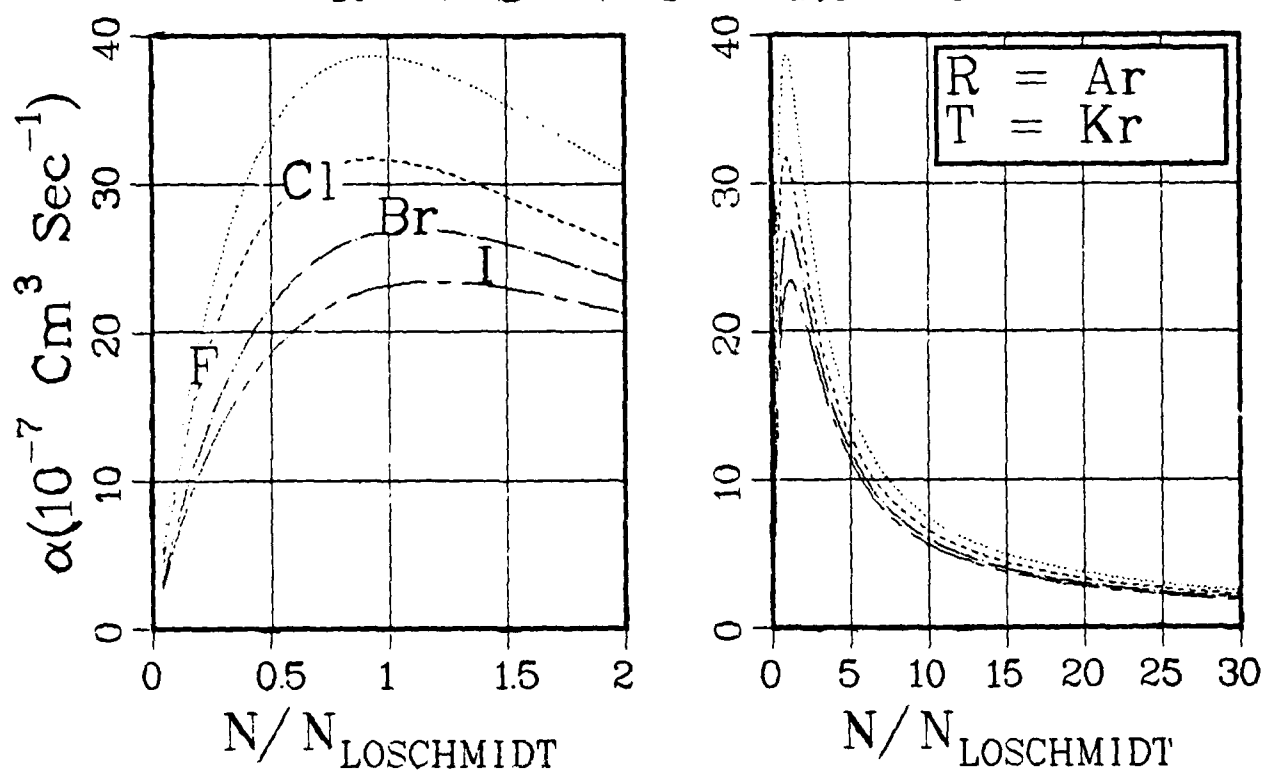 α(10⁻⁷ Cm³ Sec⁻¹)
40
30
20
10
0
Cl
Br
I
F
0 0.5 1 1.5 2
N/N LOSCHMIDT
R = Ar
T = Kr
40
30
20
10
0
0 5 10 15 20 25 30
N/N LOSCHMIDT